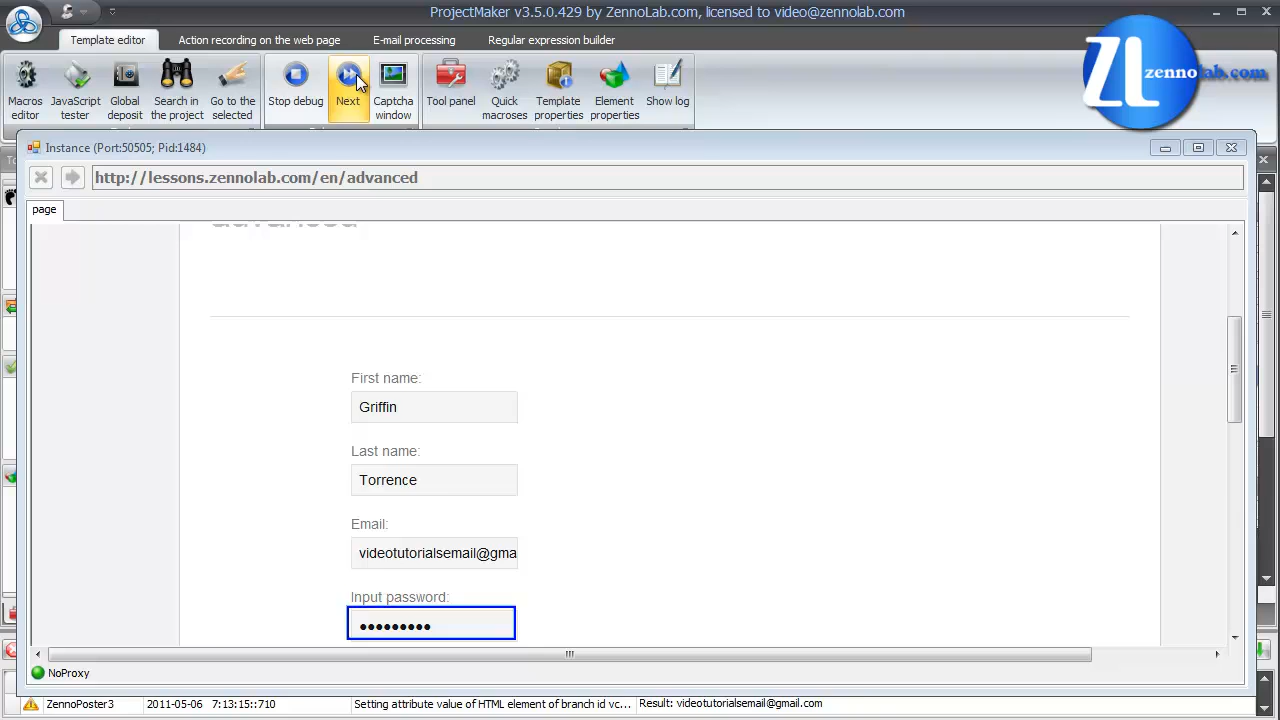 ProjectMaker v3.5.0.429 by ZennoLab.com, licensed to video@zennolab.com
Template editor
Action recording on the web page
E-mail processing
Regular expression builder
Macros editor
JavaScript tester
Global deposit
Search in the project
Go to the selected
Stop debug
Next
Captcha window
Tool panel
Quick macroses
Template properties
Element properties
Show log
ZL zennolab.com
Instance (Port:50505; Pid:1484)
http://lessons.zennolab.com/en/advanced
page
advanced
First name:
Griffin
Last name:
Torrence
Email:
videotutorialsemail@gma
Input password:
●●●●●●●●●
NoProxy
ZennoPoster3
2011-05-06
7:13:15::710
Setting attribute value of HTML element of branch id vc...
Result: videotutorialsemail@gmail.com